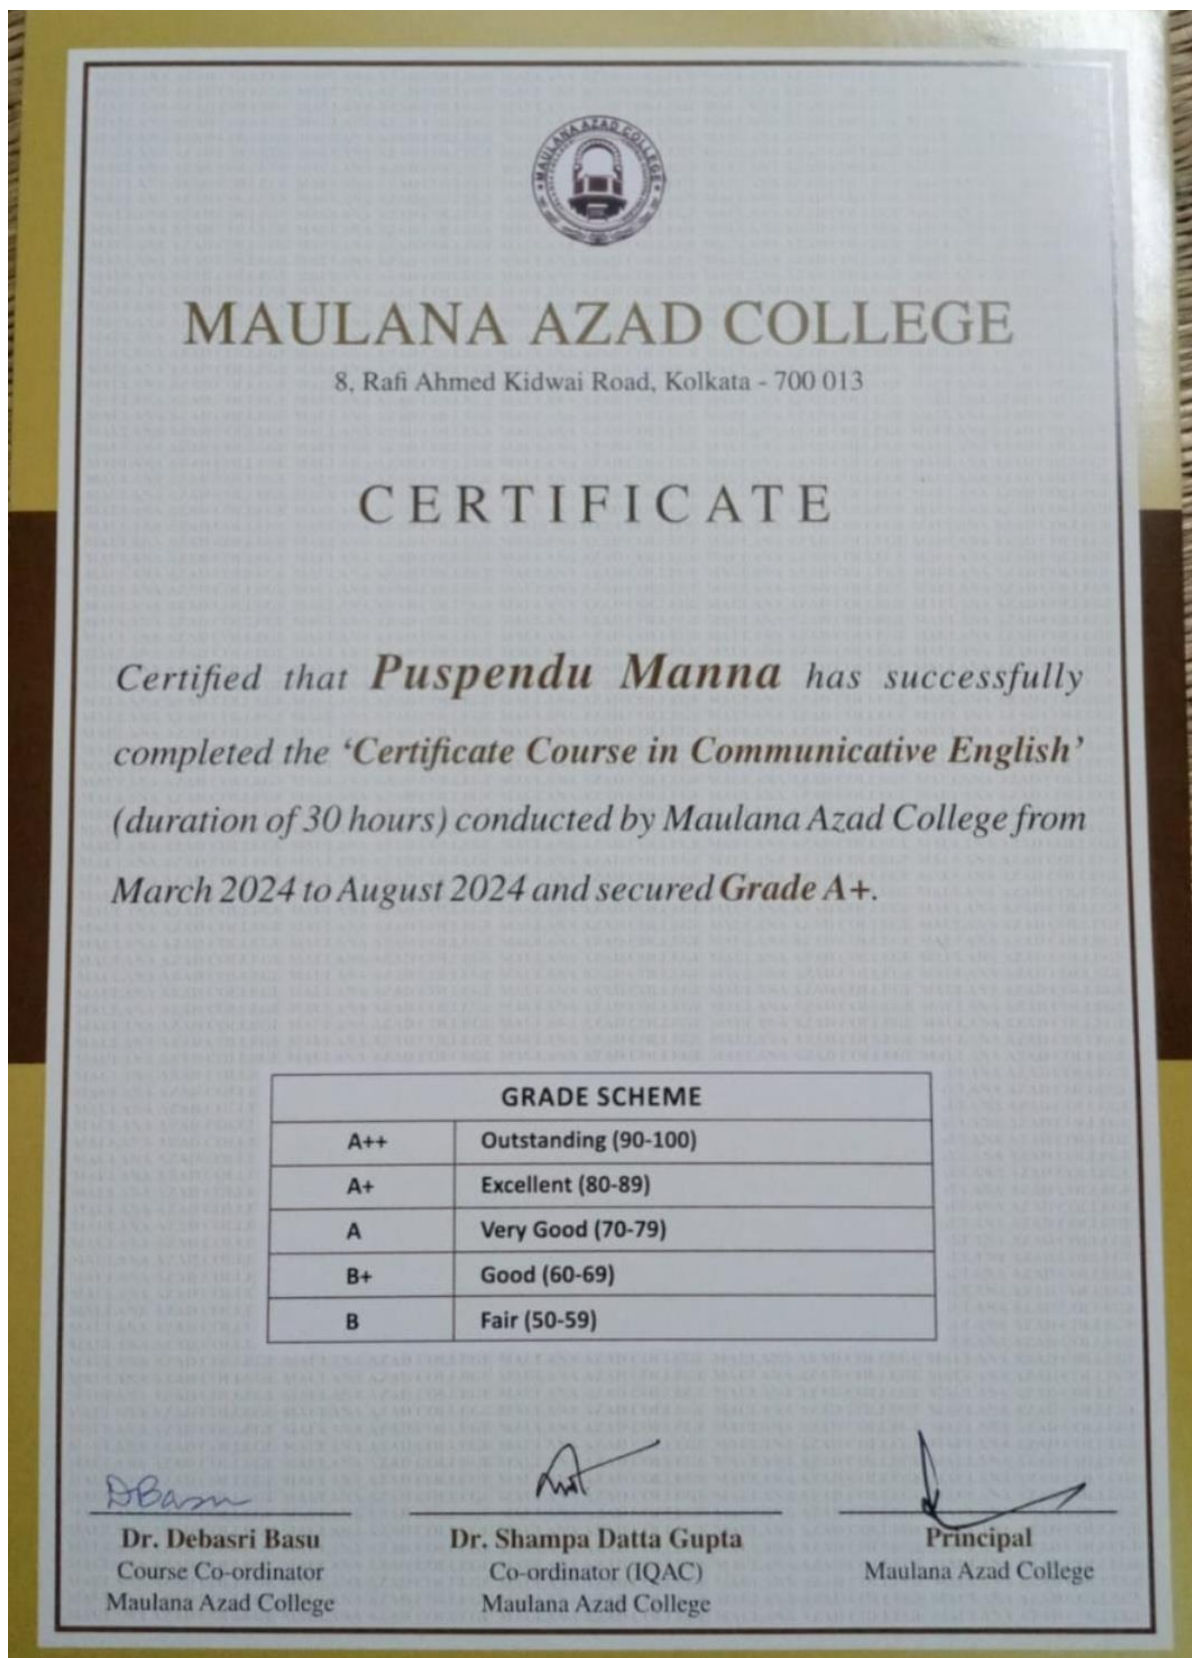 MAULANA AZAD COLLEGE
MAULANA AZAD COLLEGE
8, Rafi Ahmed Kidwai Road, Kolkata - 700 013
CERTIFICATE
Certified that Puspendu Manna has successfully
completed the ‘Certificate Course in Communicative English’
(duration of 30 hours) conducted by Maulana Azad College from
March 2024 to August 2024 and secured Grade A+.
GRADE SCHEME
A++ Outstanding (90-100)
A+ Excellent (80-89)
A Very Good (70-79)
B+ Good (60-69)
B Fair (50-59)
DBasu
Dr. Debasri Basu Dr. Shampa Datta Gupta Principal
Course Co-ordinator Co-ordinator (IQAC) Maulana Azad College
Maulana Azad College Maulana Azad College